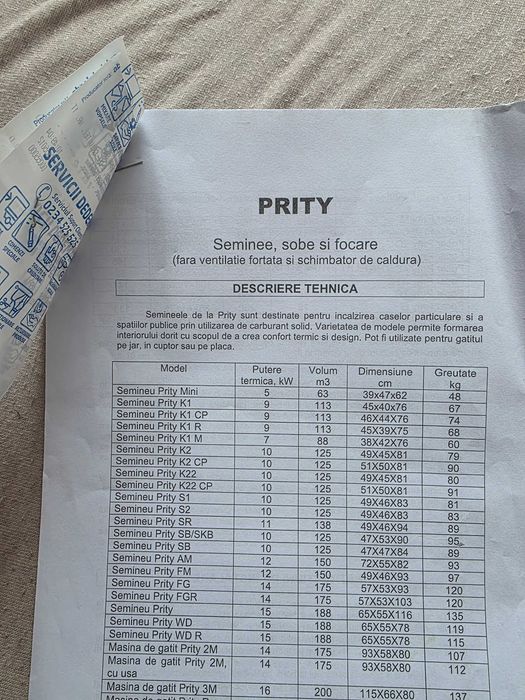 SERVICII DEOS
0234 525
PRITY
Seminee, sobe si focare
(fara ventilatie fortata si schimbator de caldura)
DESCRIERE TEHNICA
Semineele de la Prity sunt destinate pentru incalzirea caselor particulare si a
spatiilor publice prin utilizarea de carburant solid. Varietatea de modele permite formarea
interiorului dorit cu scopul de a crea confort termic si design. Pot fi utilizate pentru gatitul
pe jar, in cuptor sau pe placa.
Model Putere termica, kW Volum m3 Dimensiune cm Greutate kg
Semineu Prity Mini 5 63 39x47x62 48
Semineu Prity K1 9 113 45x40x76 67
Semineu Prity K1 CP 9 113 46X44X76 74
Semineu Prity K1 R 9 113 45X39X75 68
Semineu Prity K1 M 7 88 38X42X76 60
Semineu Prity K2 10 125 49X45X81 79
Semineu Prity K2 CP 10 125 51X50X81 90
Semineu Prity K22 10 125 49X45X81 80
Semineu Prity K22 CP 10 125 51X50X81 91
Semineu Prity S1 10 125 49X46X83 81
Semineu Prity S2 10 125 49X46X83 83
Semineu Prity SR 11 138 49X46X94 89
Semineu Prity SB/SKB 10 125 47X53X90 95
Semineu Prity SB 10 125 47X47X84 89
Semineu Prity AM 12 150 72X55X82 93
Semineu Prity FM 12 150 49X46X93 97
Semineu Prity FG 14 175 57X53X93 120
Semineu Prity FGR 14 175 57X53X103 120
Semineu Prity 15 188 65X55X116 135
Semineu Prity WD 15 188 65X55X78 119
Semineu Prity WD R 15 188 65X55X78 115
Masina de gatit Prity 2M 14 175 93X58X80 107
Masina de gatit Prity 2M, 14 175 93X58X80 112
cu usa
Masina de gatit Prity 3M 16 200 115X66X80 137